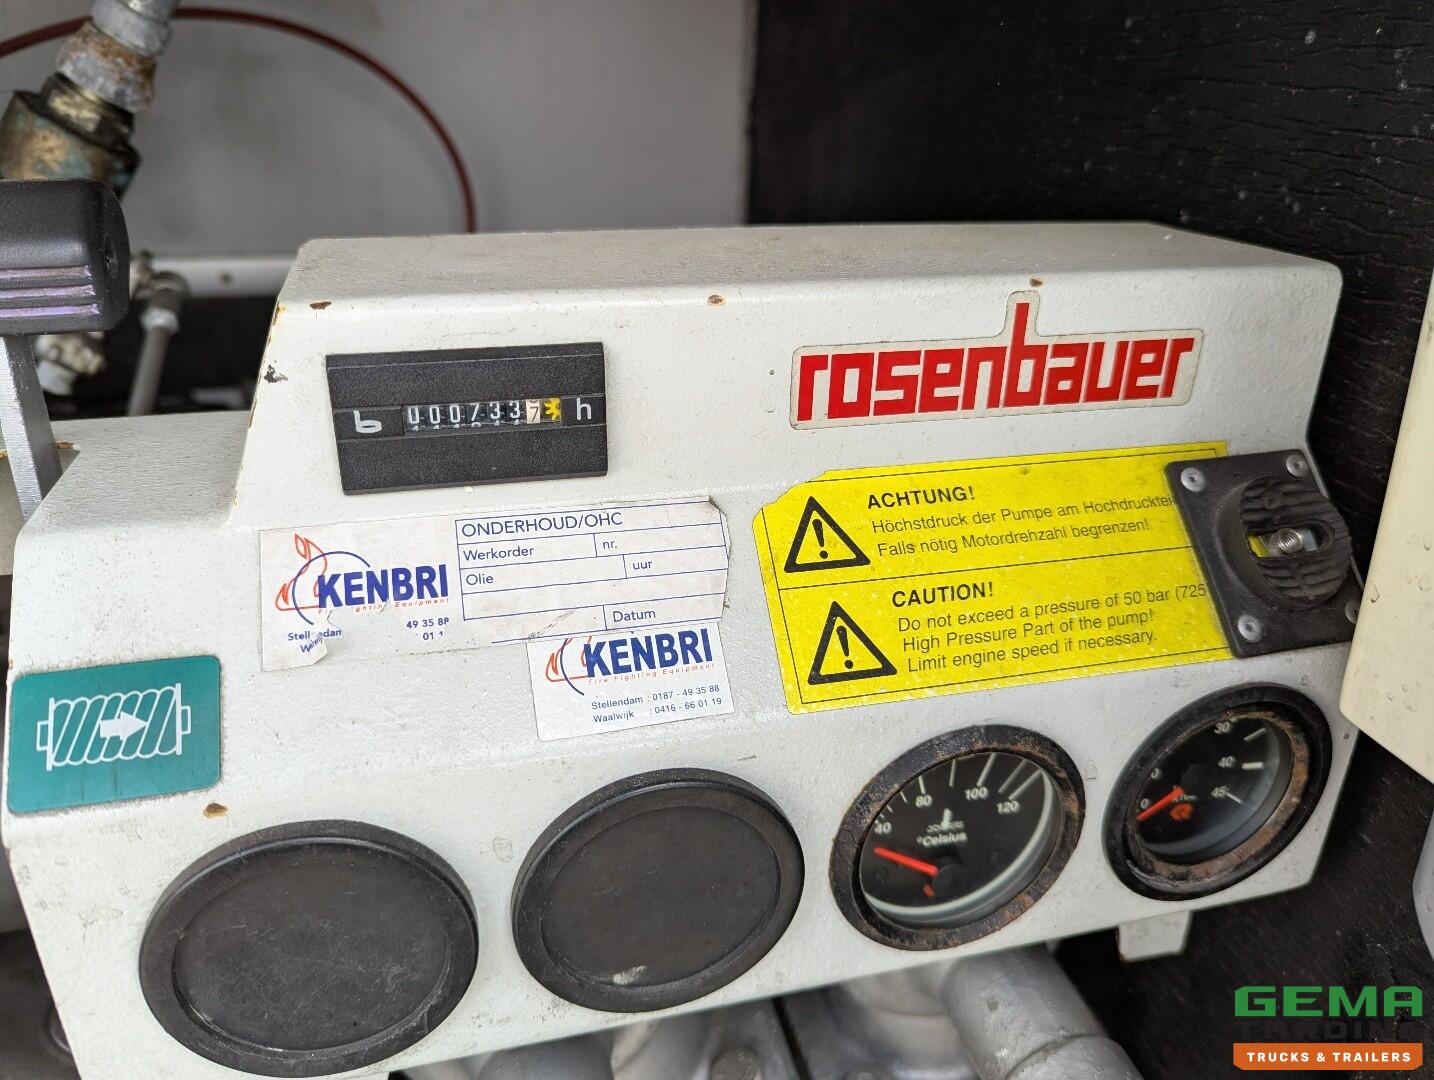 rosenbauer
0007337 h
ACHTUNG!
Höchstdruck der Pumpe am
Falls nötig Motordrehzahl begrenzen!
CAUTION!
Do not exceed a pressure of 50 bar (725
High Pressure Part of the pump!
Limit engine speed if necessary.
ONDERHOUD/OHC
Werkorder nr.
Olie uur
Datum
KENBRI
Fire Fighting Equipment
49 35 88
01 1
KENBRI
Fire Fighting Equipment
Stellendam : 0187 - 49 35 88
Waalwijk : 0416 - 66 01 19
40 80 100 120
°Celsius
30 40 45
GEMA
TRADING
TRUCKS & TRAILERS